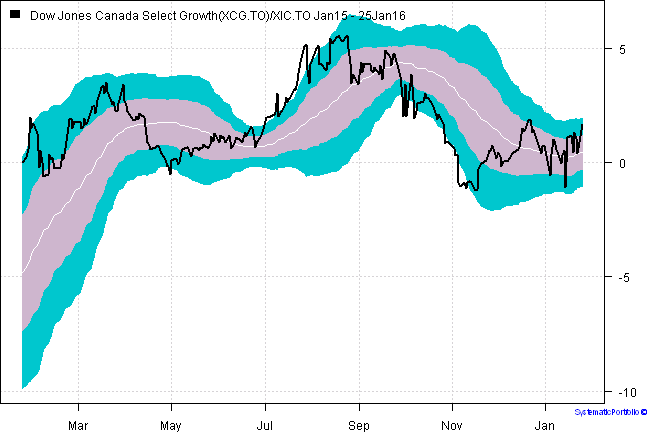 Dow Jones Canada Select Growth(XCG.TO)/XIC.TO Jan15 - 25Jan16
5
0
-5
-10
Mar May Jul Sep Nov Jan
SystematicPortfolio ©